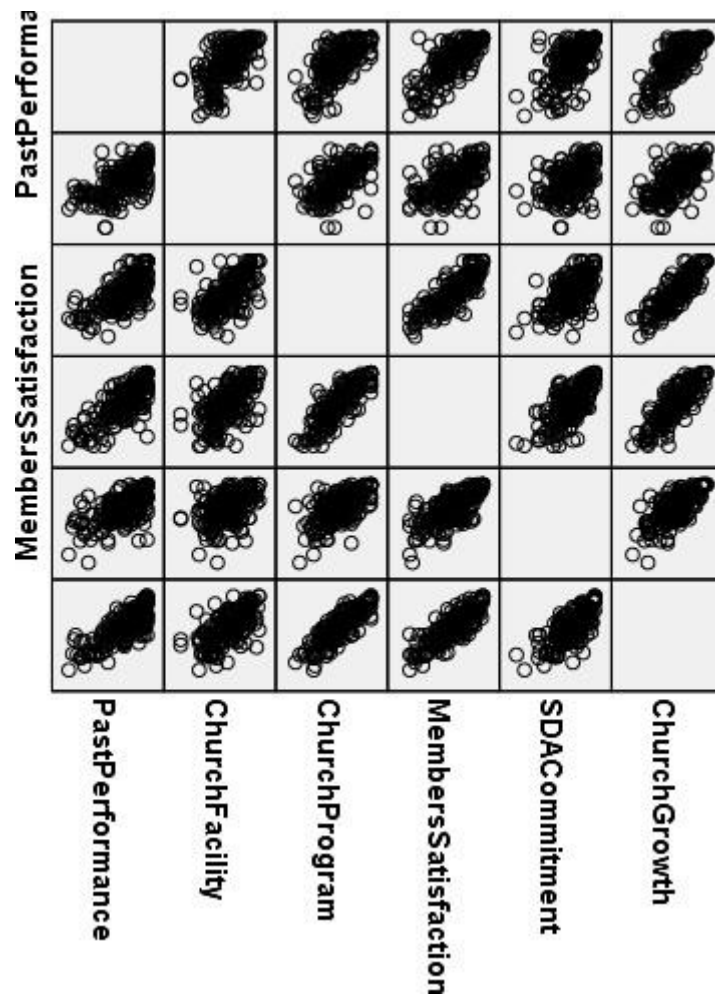 PastPerforma
MembersSatisfaction
PastPerformance
ChurchFacility
ChurchProgram
MembersSatisfaction
SDACommitment
ChurchGrowth